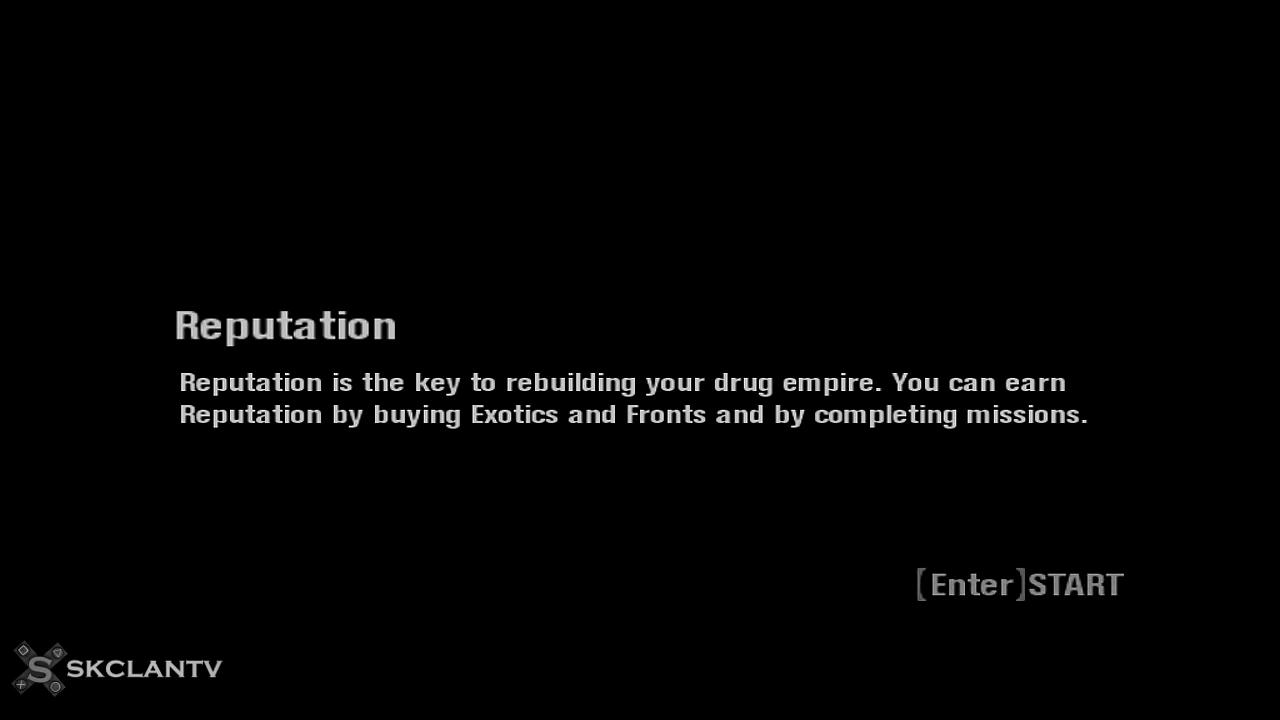 Reputation
Reputation is the key to rebuilding your drug empire. You can earn
Reputation by buying Exotics and Fronts and by completing missions.
[Enter]START
S SKCLANTV